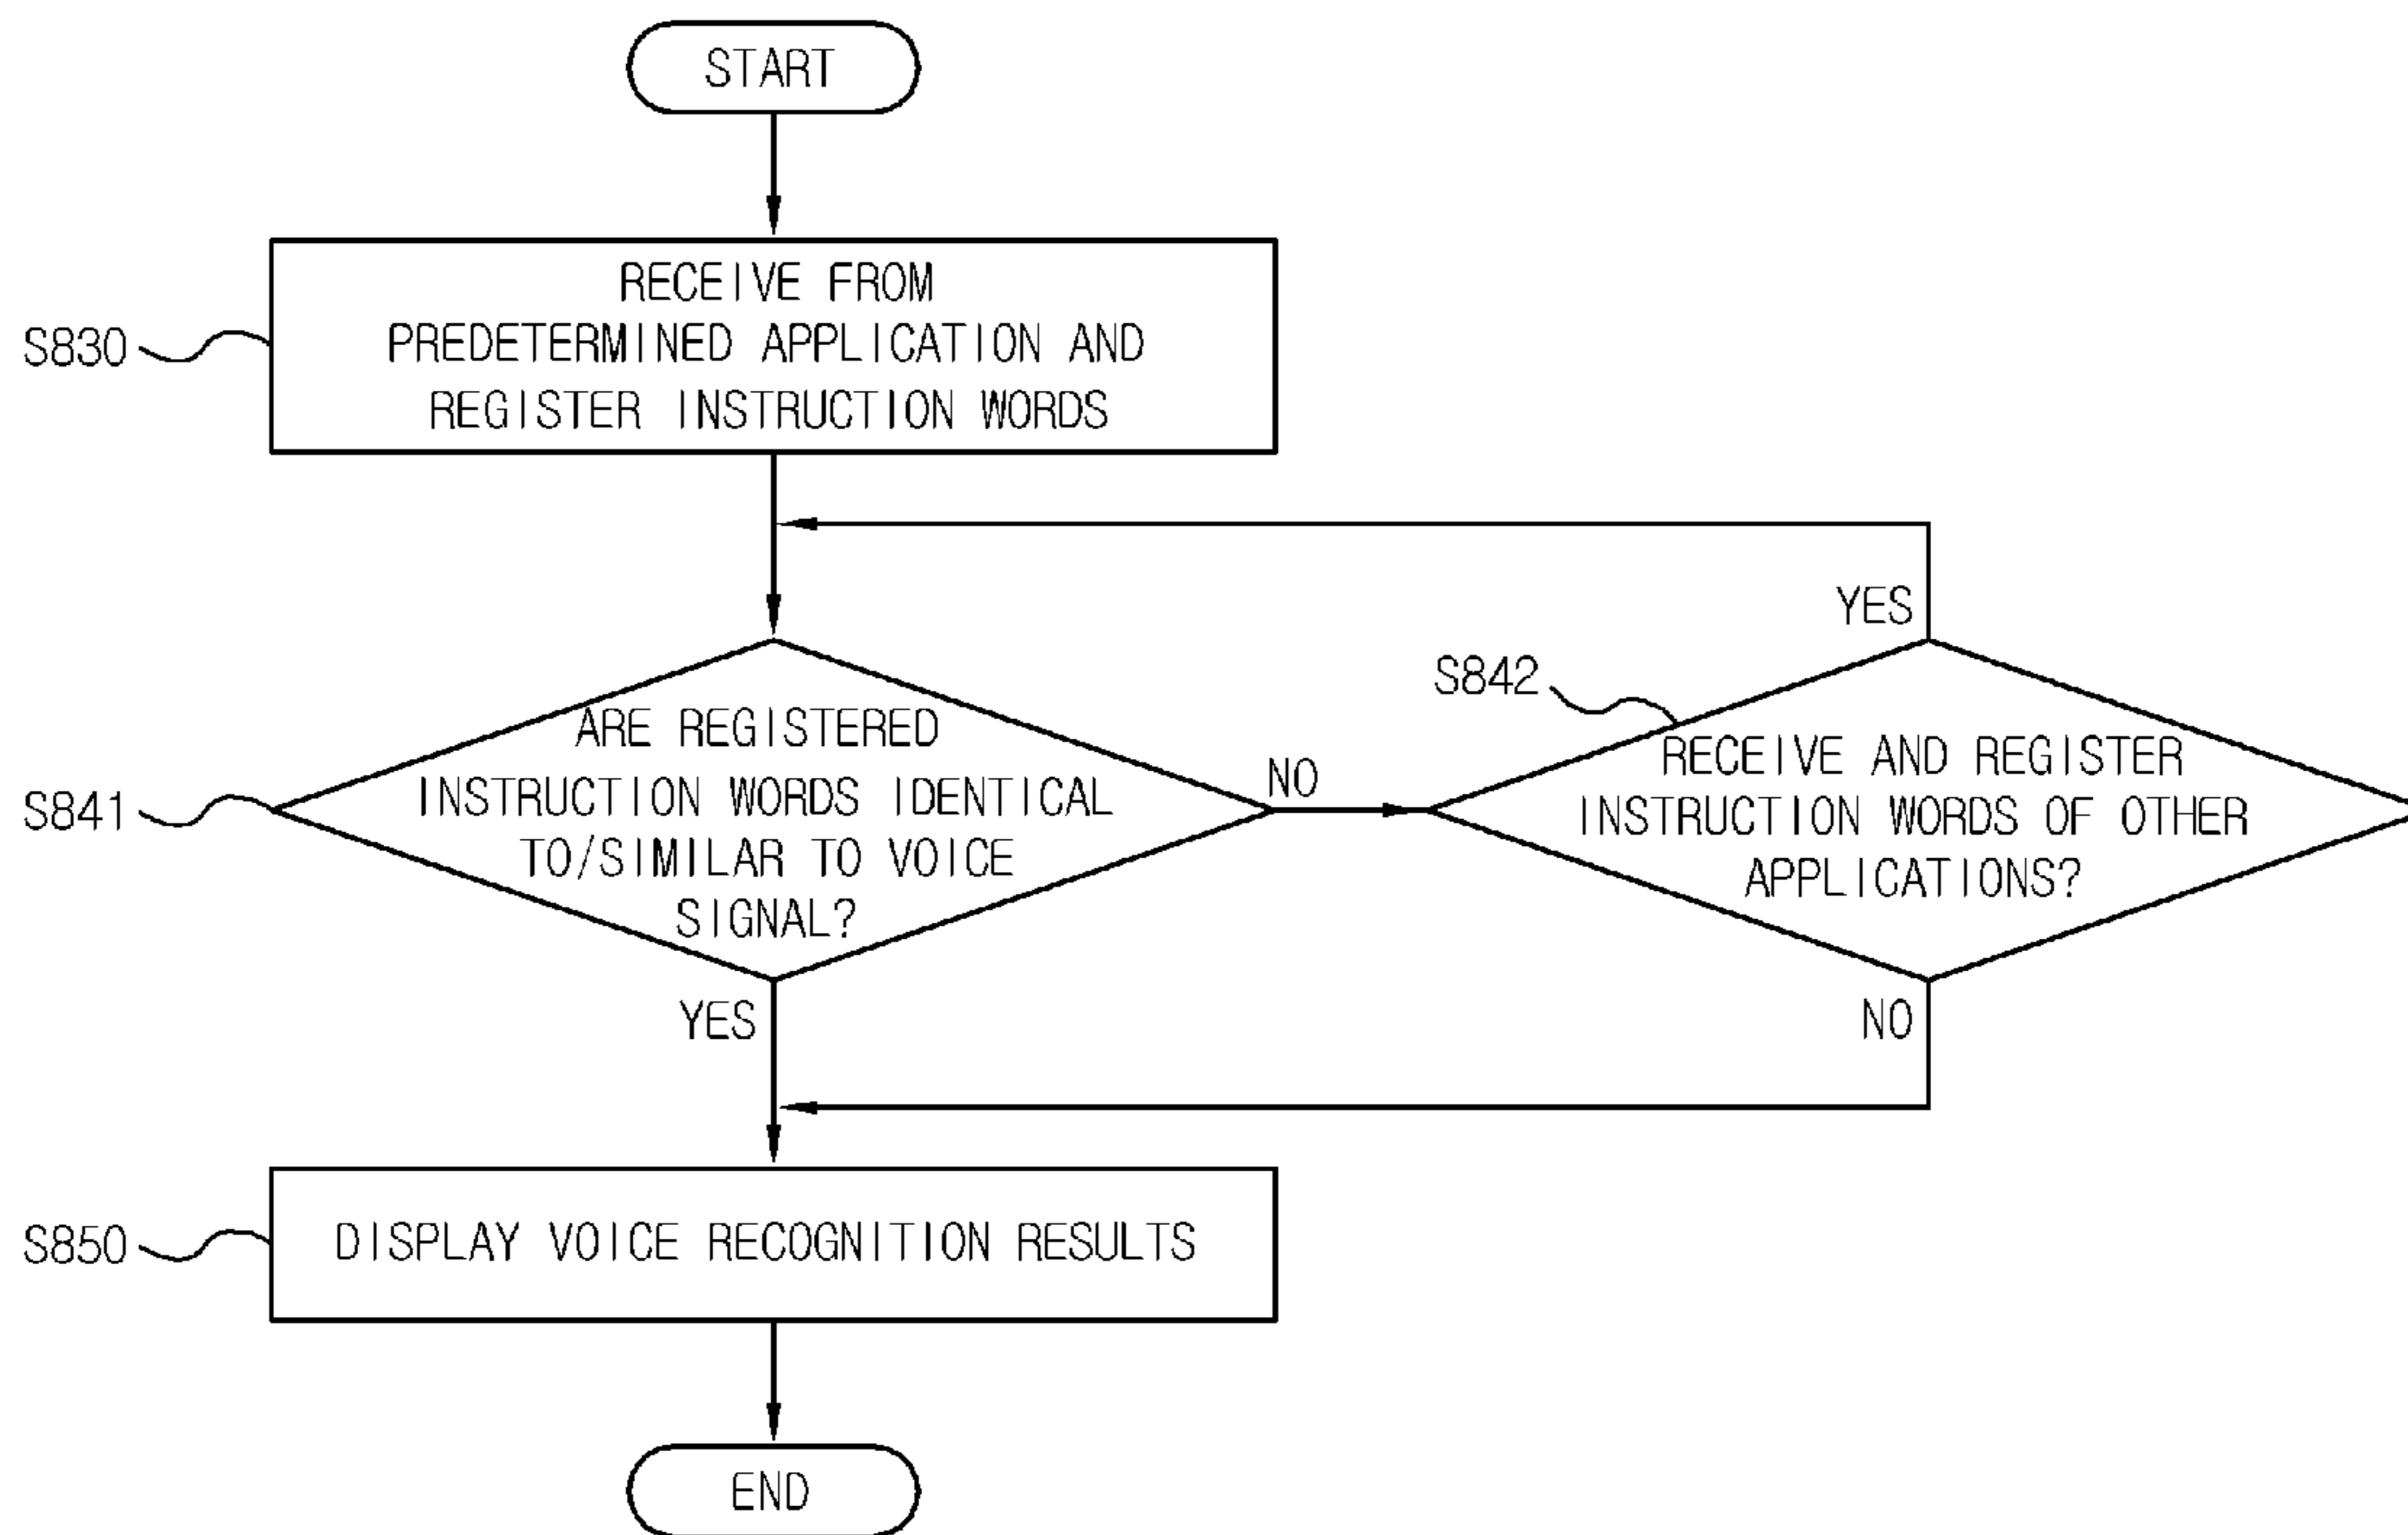 START
S830
RECEIVE FROM
PREDETERMINED APPLICATION AND
REGISTER INSTRUCTION WORDS
S841
ARE REGISTERED
INSTRUCTION WORDS IDENTICAL
TO/SIMILAR TO VOICE
SIGNAL?
NO
YES
S842
RECEIVE AND REGISTER
INSTRUCTION WORDS OF OTHER
APPLICATIONS?
YES
NO
S850
DISPLAY VOICE RECOGNITION RESULTS
END